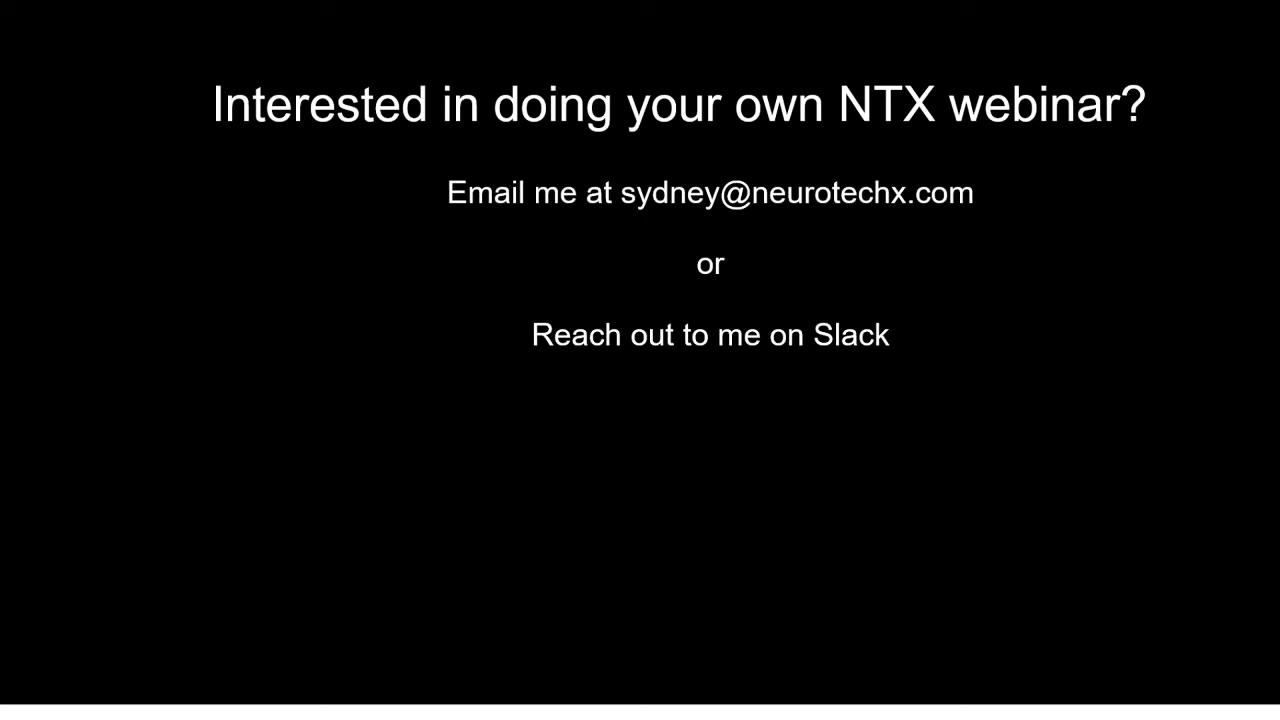 Interested in doing your own NTX webinar?
Email me at sydney@neurotechx.com
or
Reach out to me on Slack